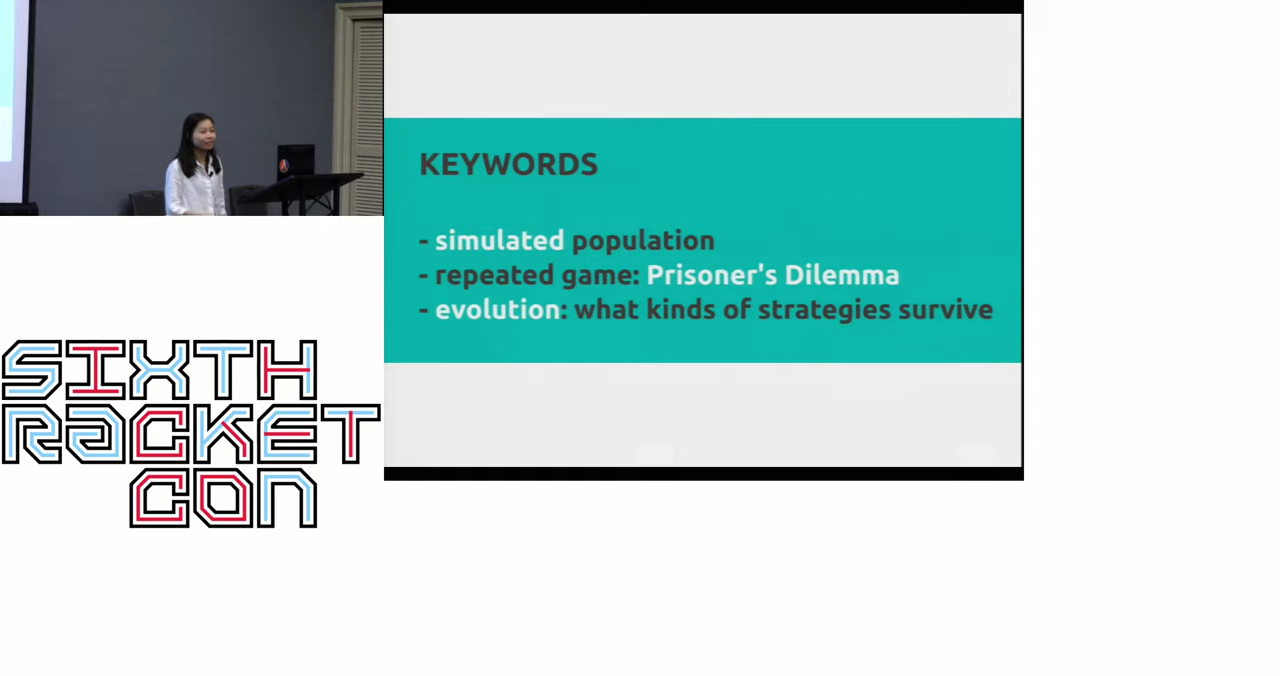 KEYWORDS
- simulated population
- repeated game: Prisoner's Dilemma
- evolution: what kinds of strategies survive
SIXTH
RACKET
CON